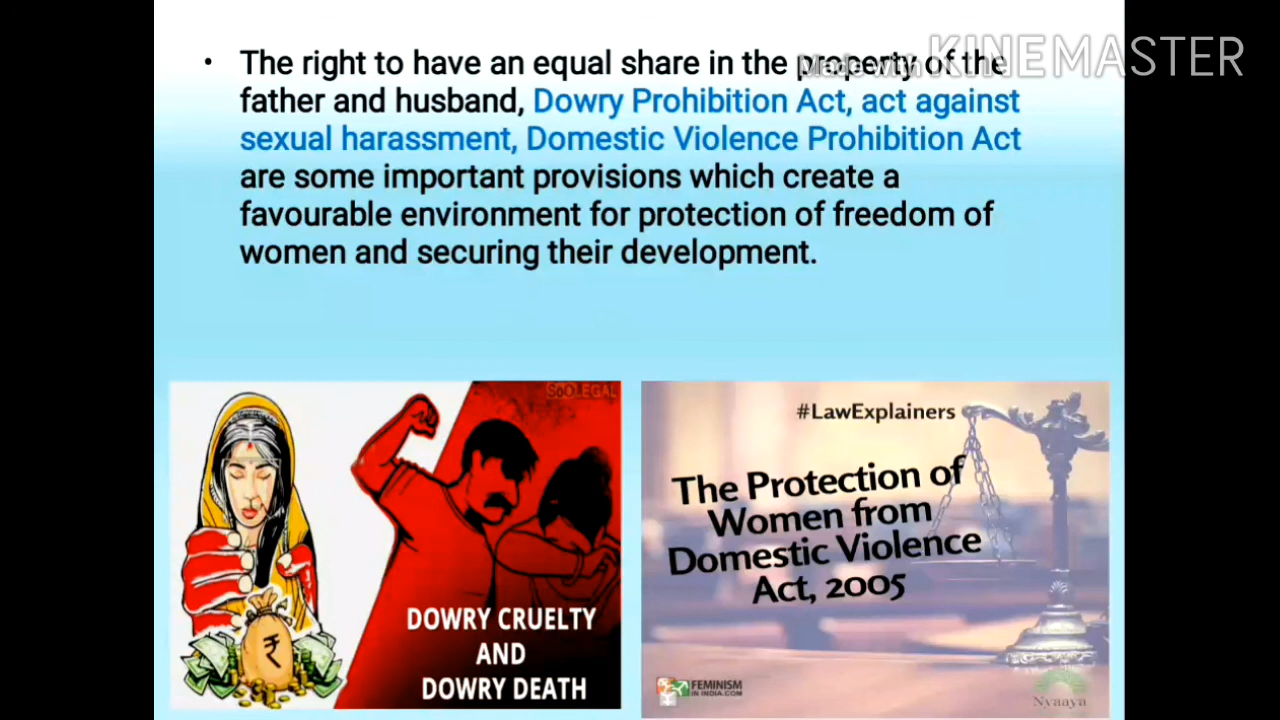 Made with KINEMASTER
• The right to have an equal share in the property of the
father and husband, Dowry Prohibition Act, act against
sexual harassment, Domestic Violence Prohibition Act
are some important provisions which create a
favourable environment for protection of freedom of
women and securing their development.
SoOLEGAL
₹
DOWRY CRUELTY
AND
DOWRY DEATH
#LawExplainers
The Protection of
Women from
Domestic Violence
Act, 2005
FEMINISM
IN INDIA.COM
Nyaaya